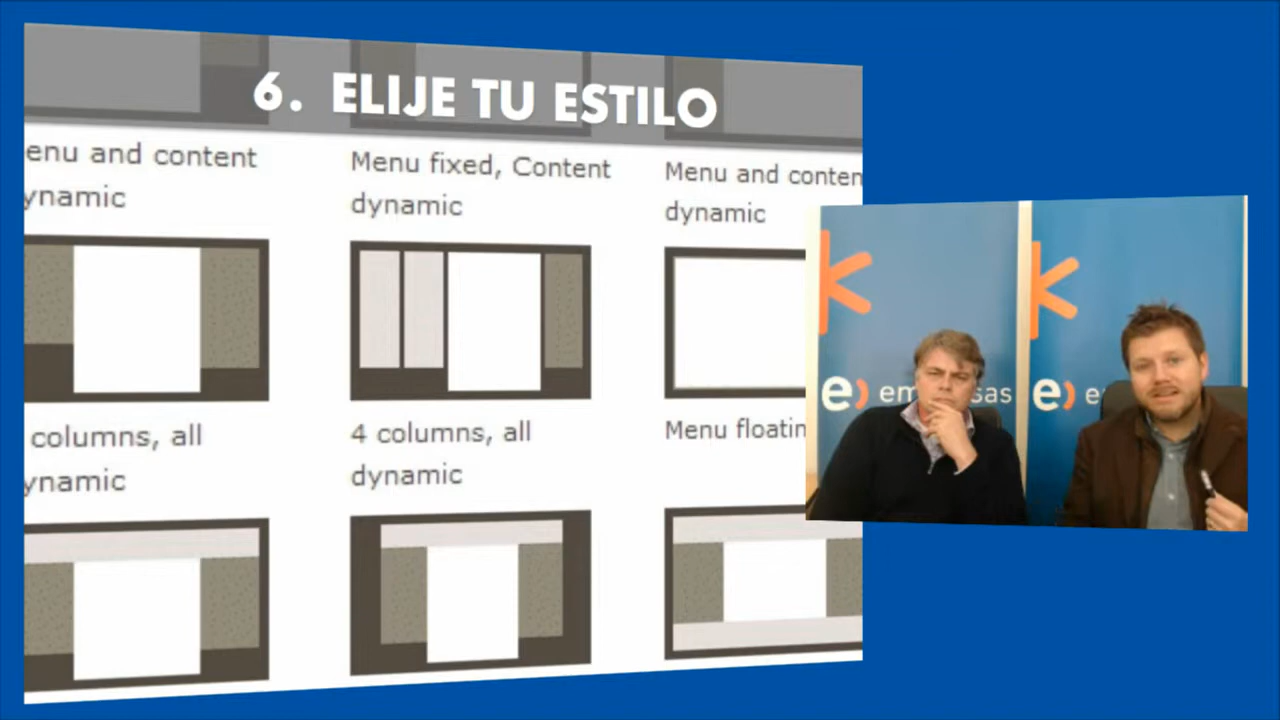 6. ELIJE TU ESTILO
enu and content
ynamic
Menu fixed, Content
dynamic
Menu and conten
dynamic
columns, all
ynamic
4 columns, all
dynamic
Menu floatin
e) em sas
e) e